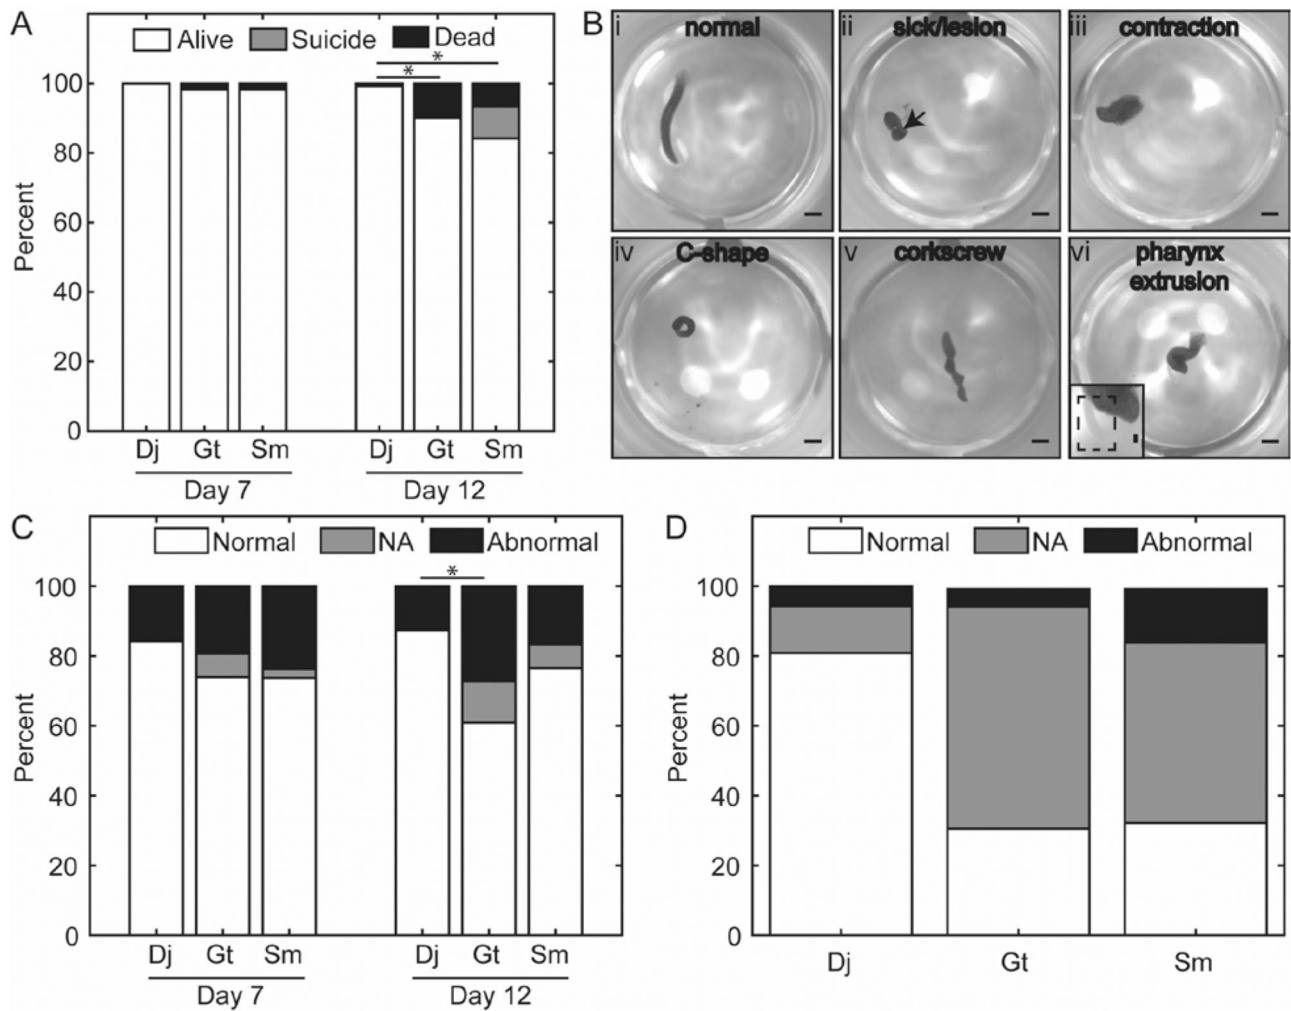 A
Alive Suicide Dead
*
*
100
80
60
40
20
0
Percent
Dj Gt Sm Dj Gt Sm
Day 7 Day 12
B
i normal
ii sick/lesion
iii contraction
iv C-shape
v corkscrew
vi pharynx
extrusion
C
Normal NA Abnormal
*
100
80
60
40
20
0
Percent
Dj Gt Sm Dj Gt Sm
Day 7 Day 12
D
Normal NA Abnormal
100
80
60
40
20
0
Percent
Dj Gt Sm